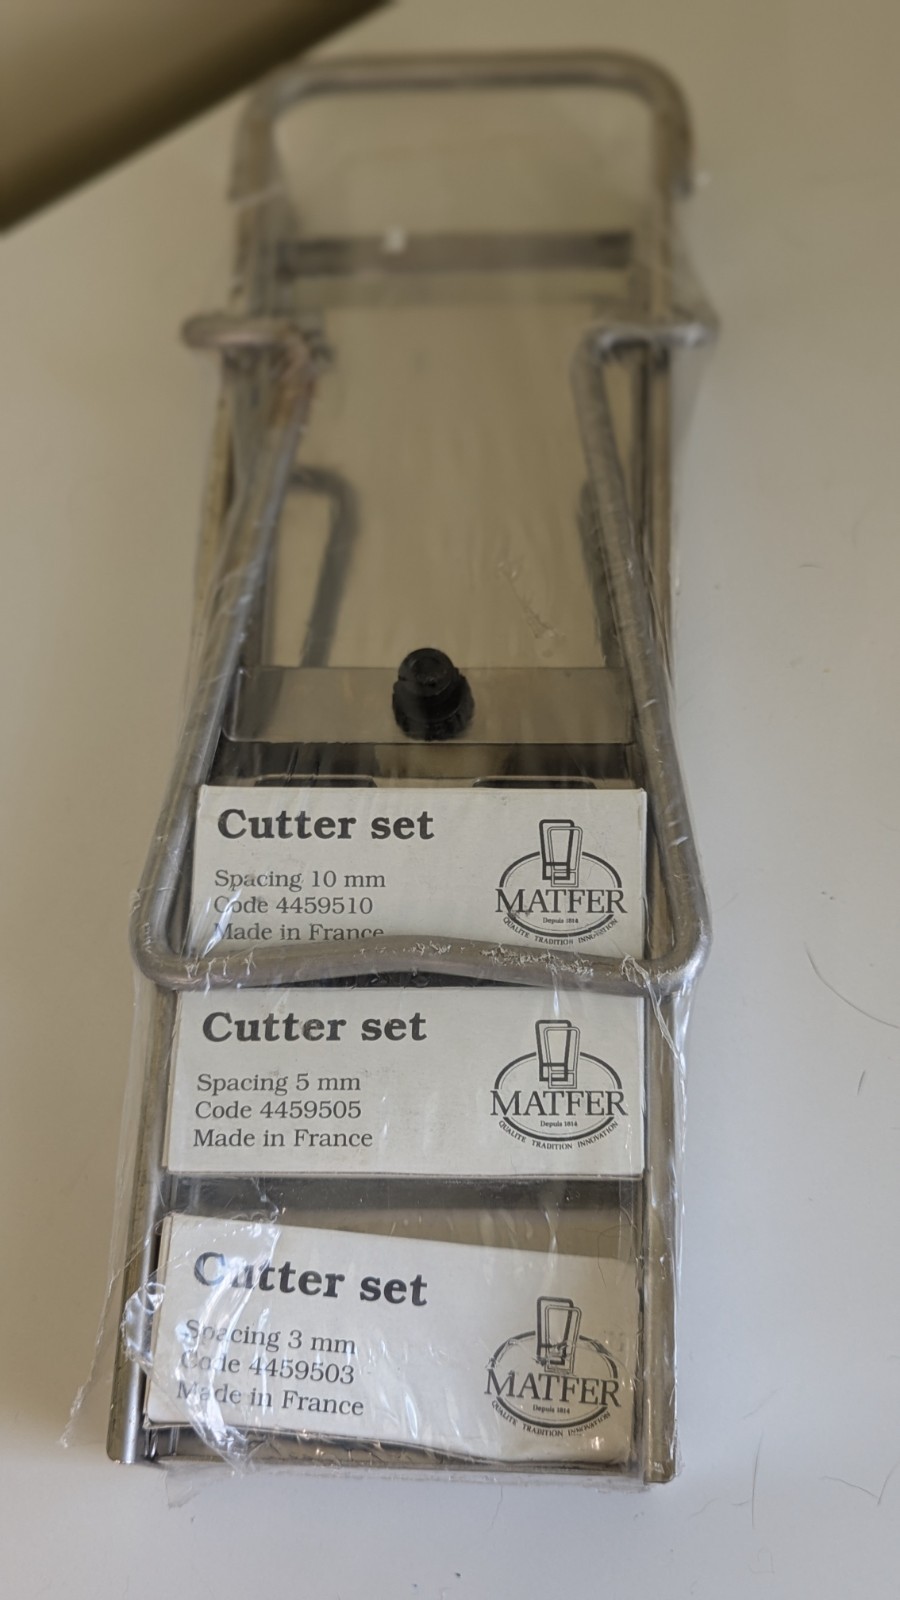 Cutter set
Spacing 10 mm
Code 4459510
Made in France
MATFER
Depuis 1814
QUALITE TRADITION INNOVATION
Cutter set
Spacing 5 mm
Code 4459505
Made in France
MATFER
Depuis 1814
QUALITE TRADITION INNOVATION
Cutter set
Spacing 3 mm
Code 4459503
Made in France
MATFER
Depuis 1814
QUALITE TRADITION INNOVATION